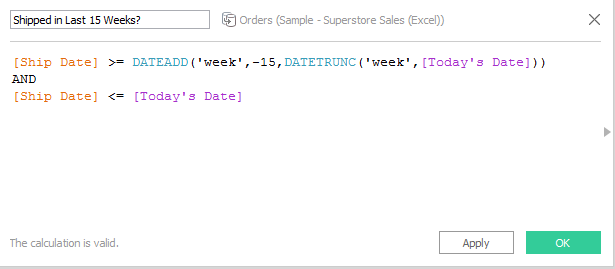 Shipped in Last 15 Weeks?
Orders (Sample - Superstore Sales (Excel))
[Ship Date] >= DATEADD('week',-15,DATETRUNC('week',[Today's Date]))
AND
[Ship Date] <= [Today's Date]
The calculation is valid.
Apply
OK